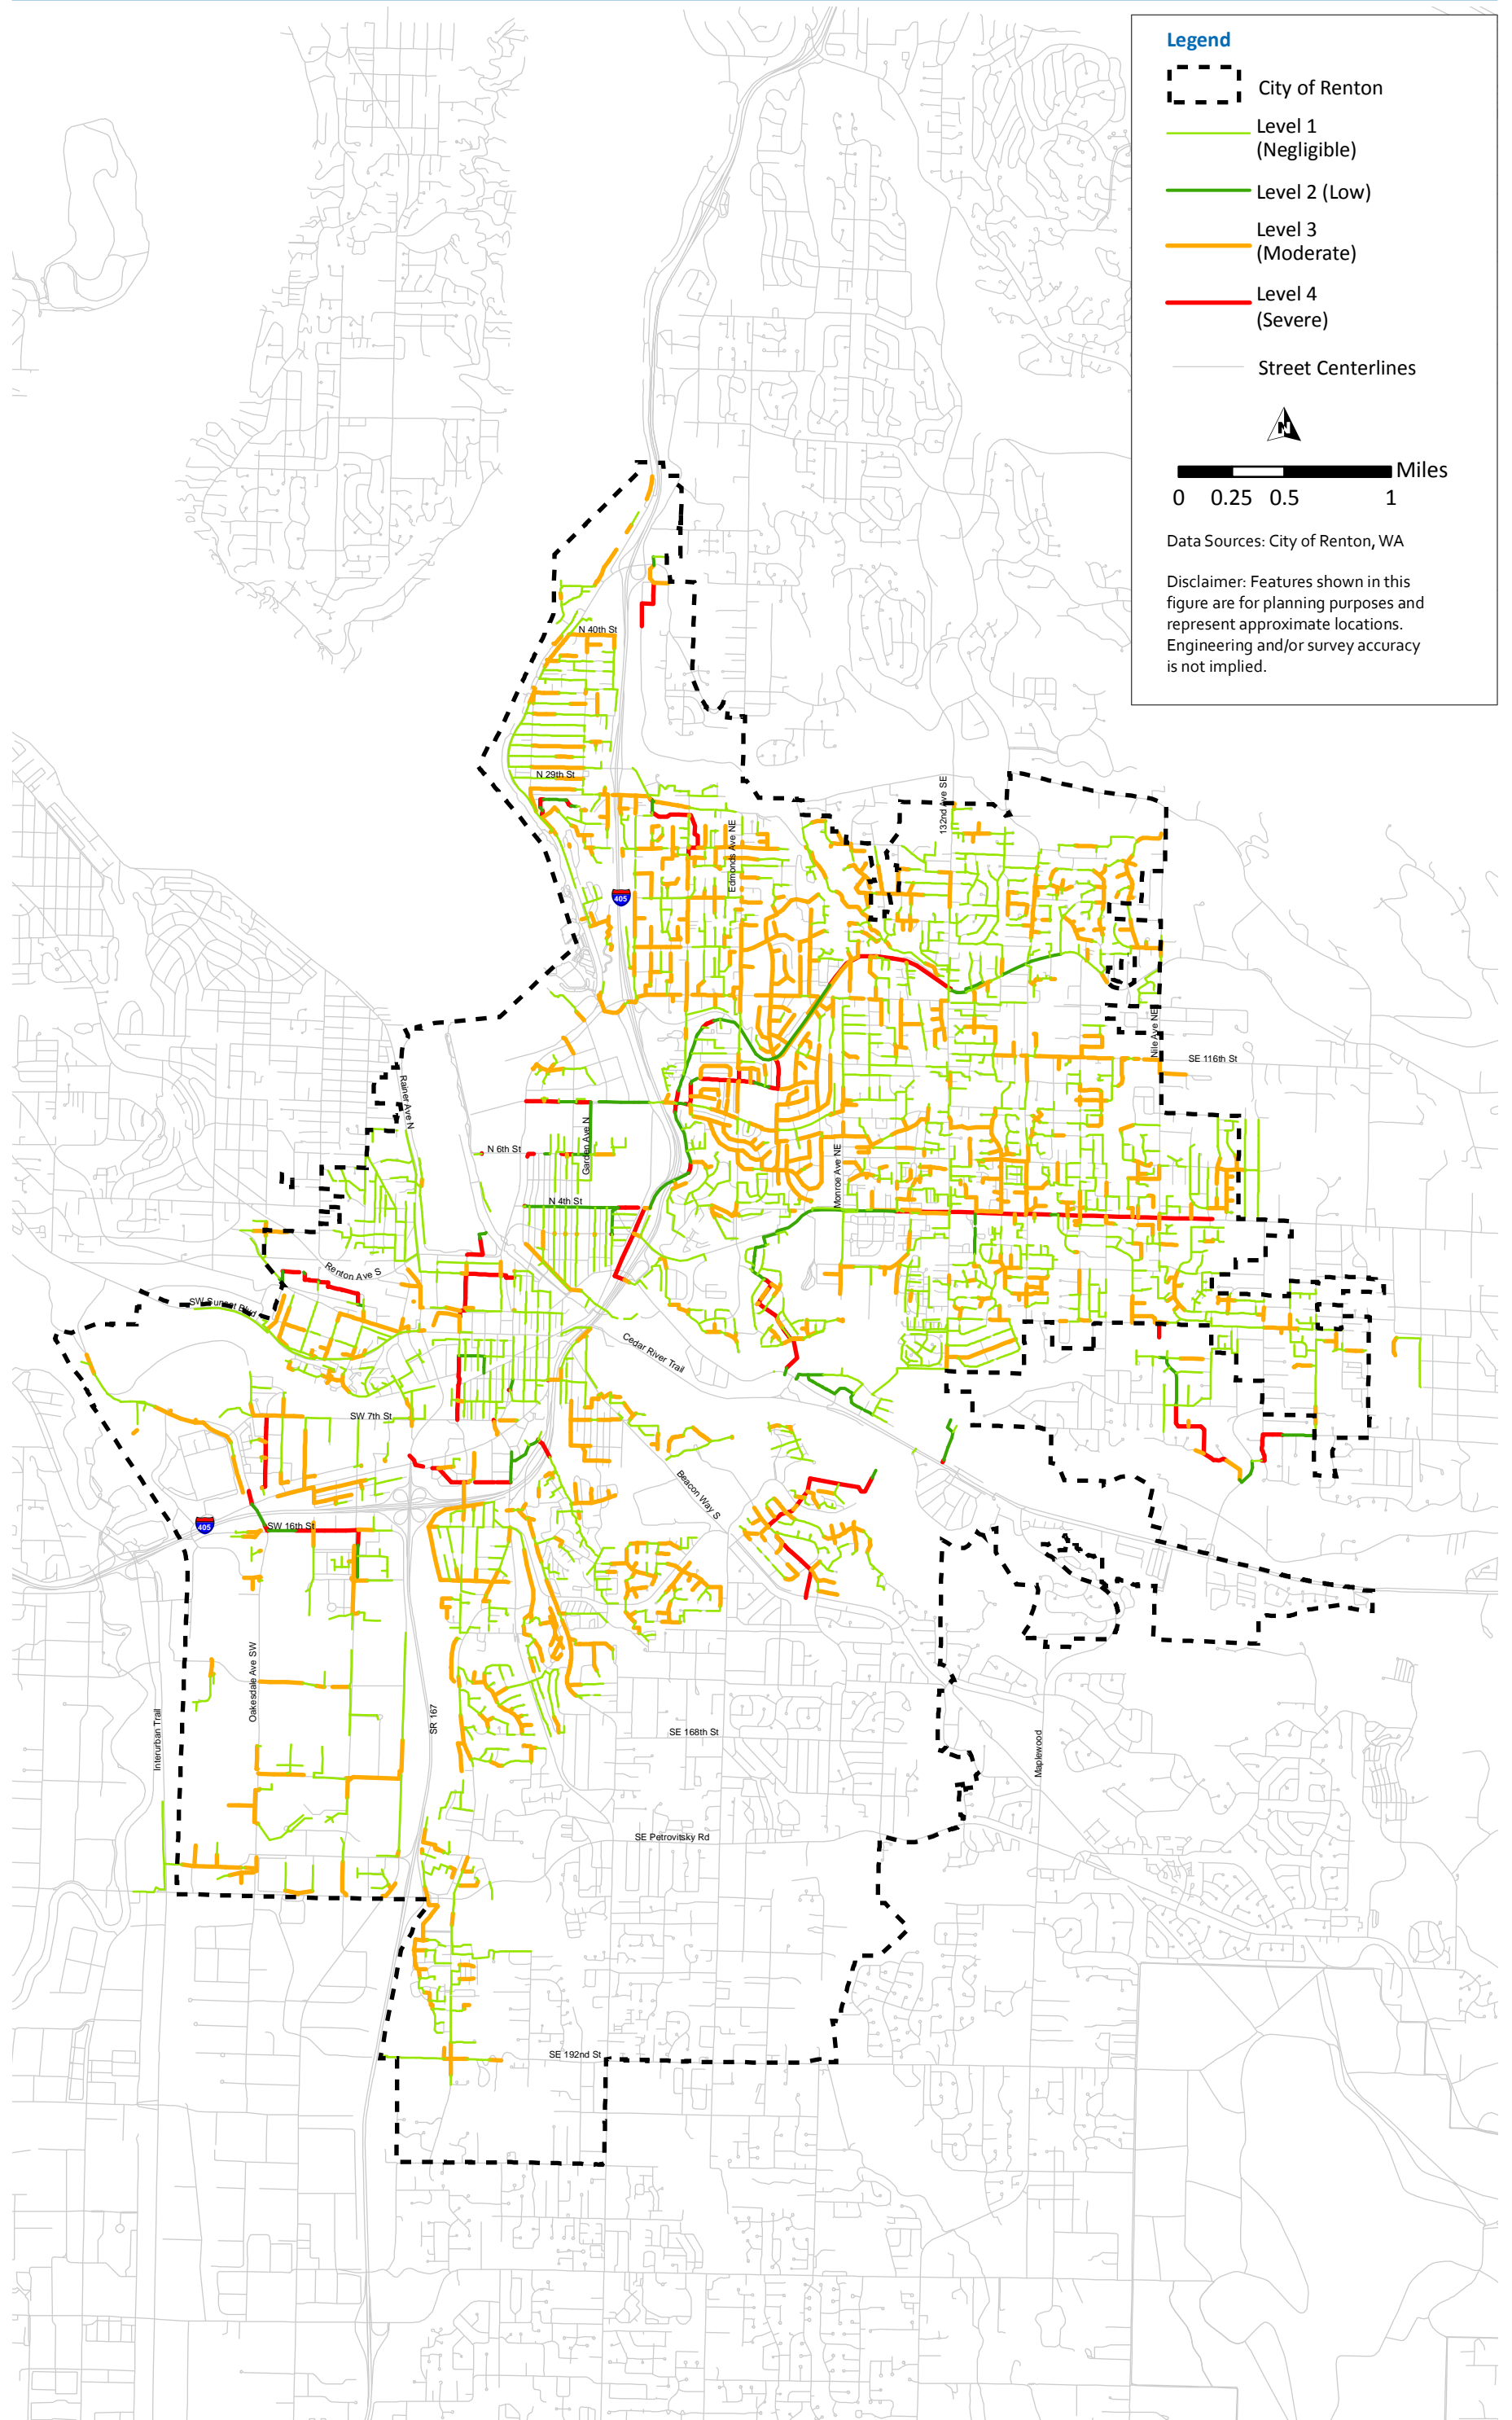 Legend
City of Renton
Level 1
(Negligible)
Level 2 (Low)
Level 3
(Moderate)
Level 4
(Severe)
Street Centerlines
N
Miles
0 0.25 0.5 1
Data Sources: City of Renton, WA
Disclaimer: Features shown in this
figure are for planning purposes and
represent approximate locations.
Engineering and/or survey accuracy
is not implied.
N 40th St
N 29th St
132nd Ave SE
Edmonds Ave NE
405
Nile Ave NE
SE 116th St
Rainer Ave N
Garden Ave N
N 6th St
Monroe Ave NE
N 4th St
Renton Ave S
SW Sunset Blvd
Cedar River Trail
SW 7th St
Beacon Way S
405
SW 16th St
Oakesdale Ave SW
Interurban Trail
SR 167
SE 168th St
Maplewood
SE Petrovitsky Rd
SE 192nd St